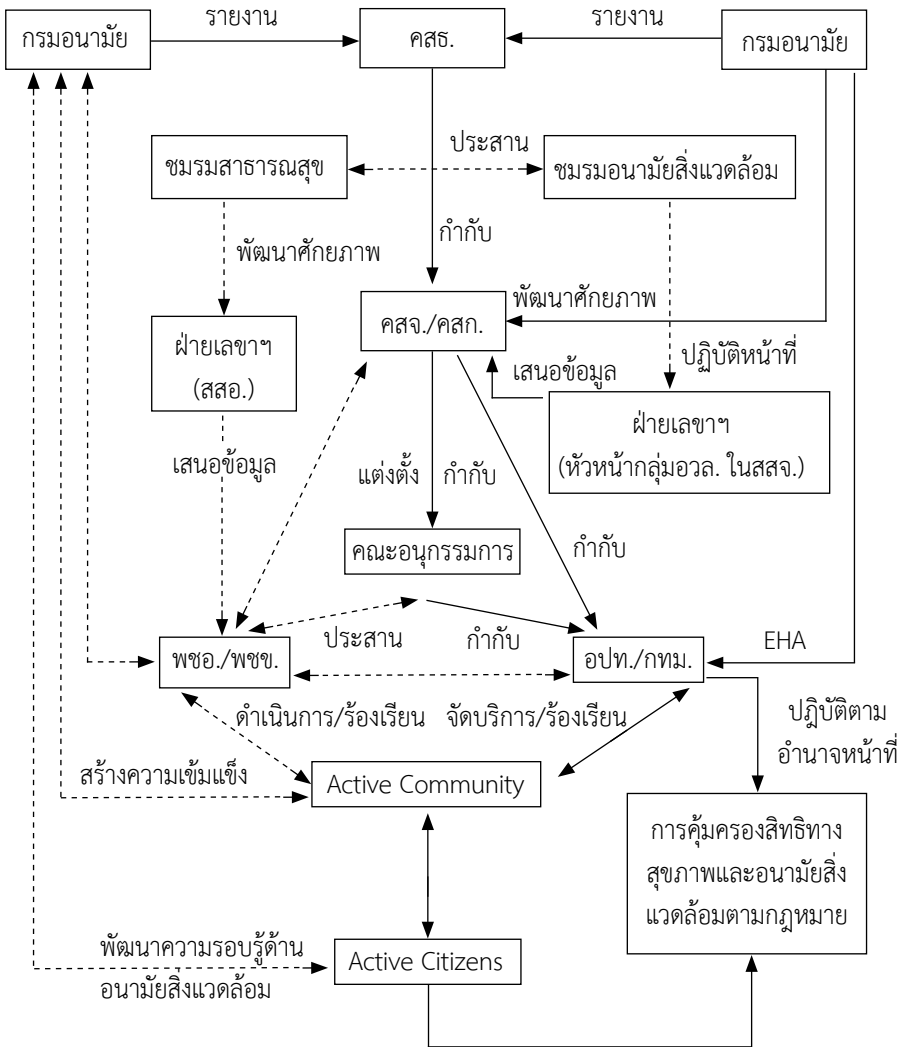 รายงาน
รายงาน
กรมอนามัย
คสธ.
กรมอนามัย
ประสาน
ชมรมสาธารณสุข
ชมรมอนามัยสิ่งแวดล้อม
กำกับ
พัฒนาศักยภาพ
พัฒนาศักยภาพ
คสจ./คสก.
ฝ่ายเลขาฯ
(สสอ.)
ปฏิบัติหน้าที่
เสนอข้อมูล
ฝ่ายเลขาฯ
(หัวหน้ากลุ่มอวล. ในสสจ.)
เสนอข้อมูล
แต่งตั้ง
กำกับ
คณะอนุกรรมการ
กำกับ
ประสาน
กำกับ
EHA
พชอ./พชข.
อปท./กทม.
ดำเนินการ/ร้องเรียน
จัดบริการ/ร้องเรียน
ปฎิบัติตาม
อำนาจหน้าที่
สร้างความเข้มแข็ง
Active Community
การคุ้มครองสิทธิทาง
สุขภาพและอนามัยสิ่ง
แวดล้อมตามกฎหมาย
พัฒนาความรอบรู้ด้าน
อนามัยสิ่งแวดล้อม
Active Citizens